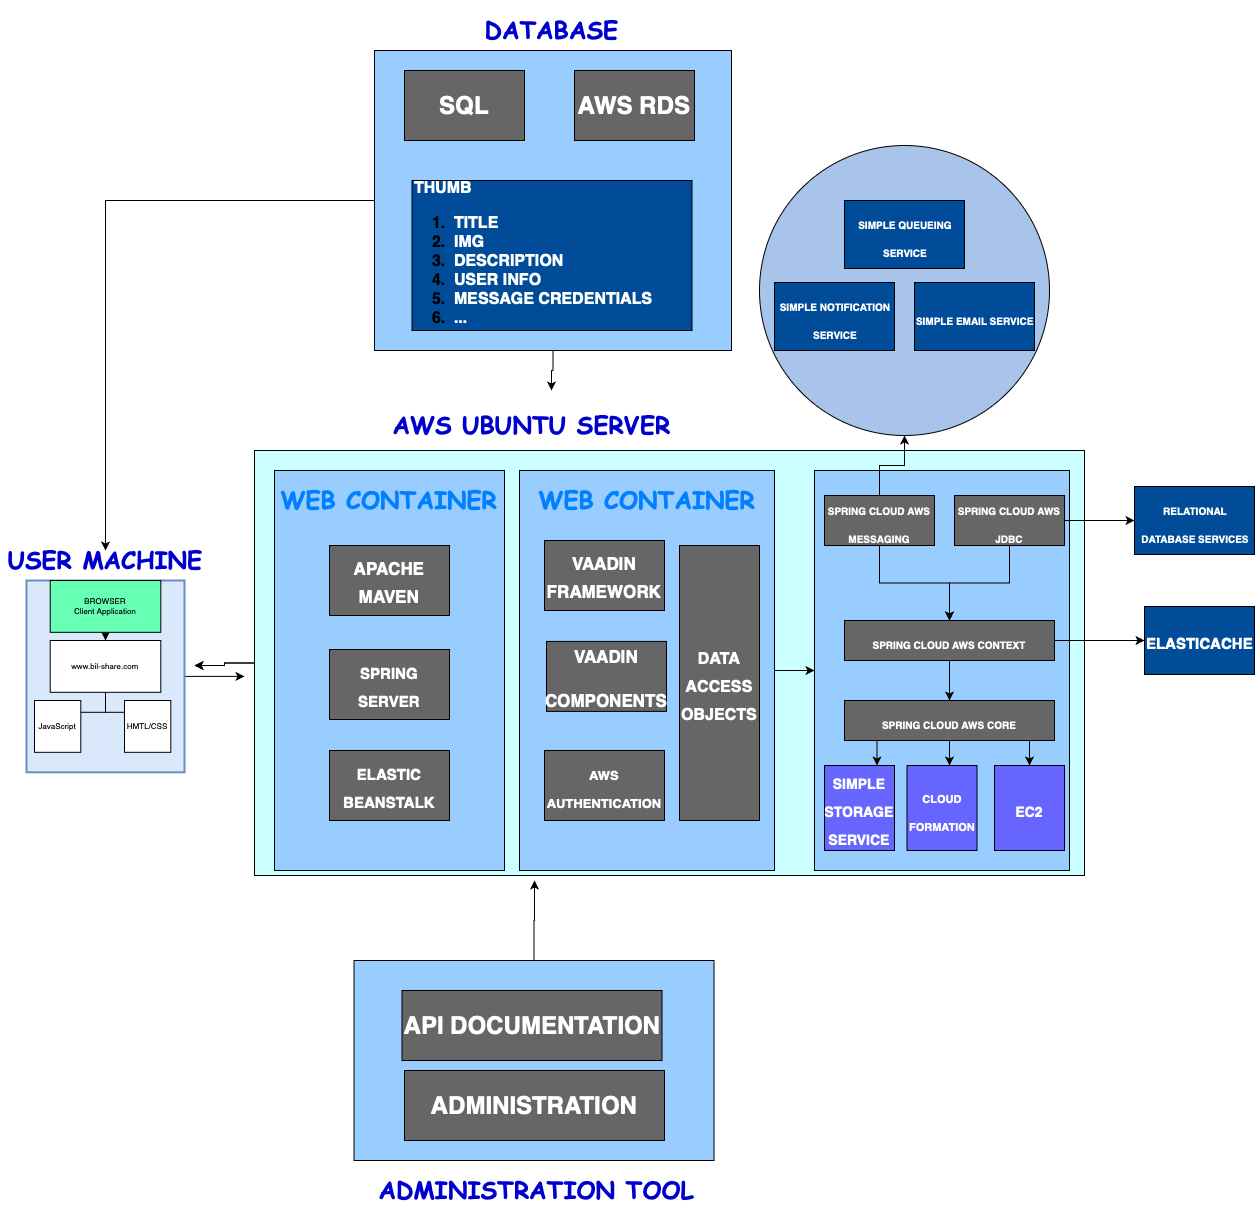 DATABASE
SQL
AWS RDS
THUMB
1. TITLE
2. IMG
3. DESCRIPTION
4. USER INFO
5. MESSAGE CREDENTIALS
6. ...
SIMPLE QUEUEING
SERVICE
SIMPLE NOTIFICATION
SERVICE
SIMPLE EMAIL SERVICE
AWS UBUNTU SERVER
WEB CONTAINER
APACHE
MAVEN
SPRING
SERVER
ELASTIC
BEANSTALK
WEB CONTAINER
VAADIN
FRAMEWORK
VAADIN
COMPONENTS
AWS
AUTHENTICATION
DATA
ACCESS
OBJECTS
SPRING CLOUD AWS
MESSAGING
SPRING CLOUD AWS
JDBC
SPRING CLOUD AWS CONTEXT
SPRING CLOUD AWS CORE
SIMPLE
STORAGE
SERVICE
CLOUD
FORMATION
EC2
RELATIONAL
DATABASE SERVICES
ELASTICACHE
USER MACHINE
BROWSER
Client Application
www.bil-share.com
JavaScript
HMTL/CSS
API DOCUMENTATION
ADMINISTRATION
ADMINISTRATION TOOL